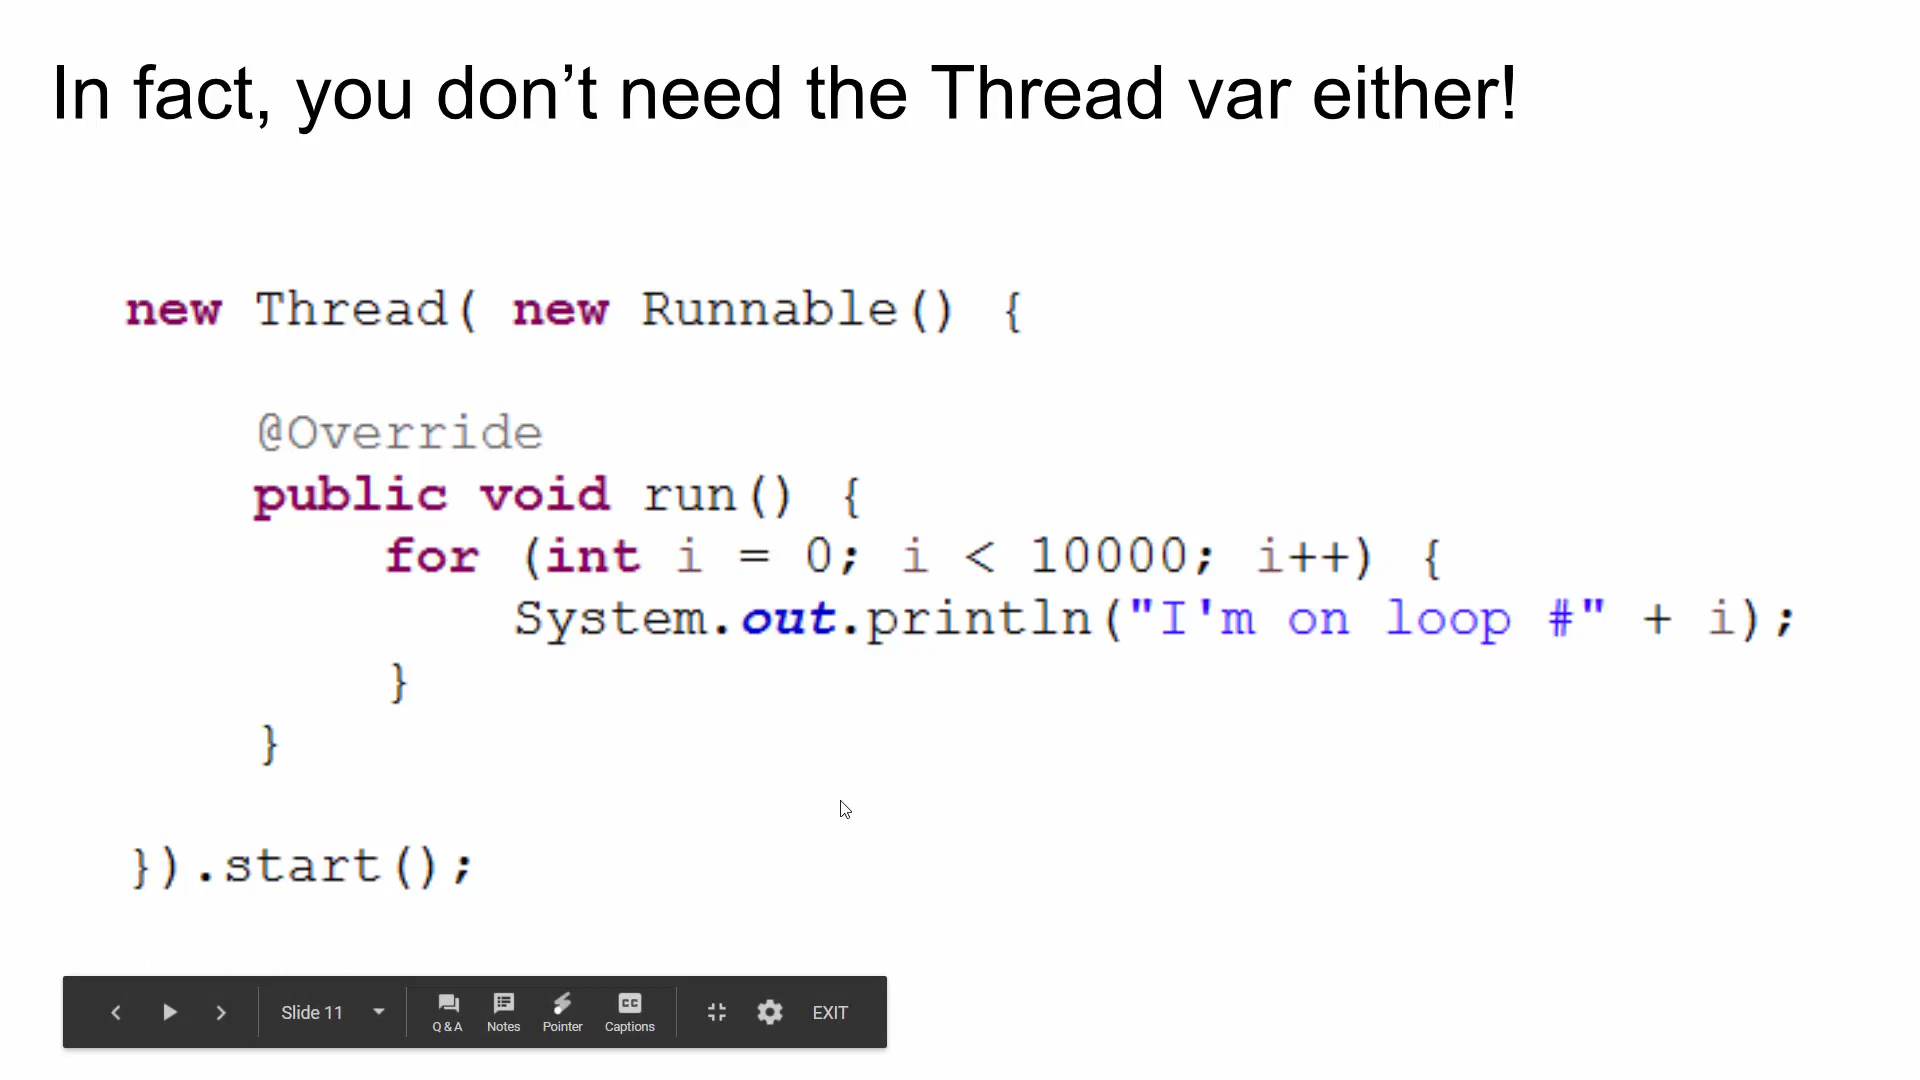 In fact, you don’t need the Thread var either!
new Thread( new Runnable() {
@Override
public void run() {
for (int i = 0; i < 10000; i++) {
System.out.println("I'm on loop #" + i);
}
}
}).start();
Slide 11
Q & A
Notes
Pointer
CC
Captions
EXIT